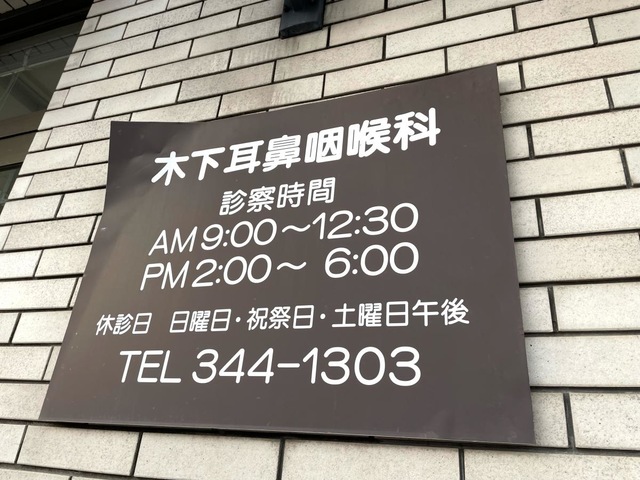 木下耳鼻咽喉科
診察時間
AM 9:00〜12:30
PM 2:00〜 6:00
休診日 日曜日・祝祭日・土曜日午後
TEL 344-1303